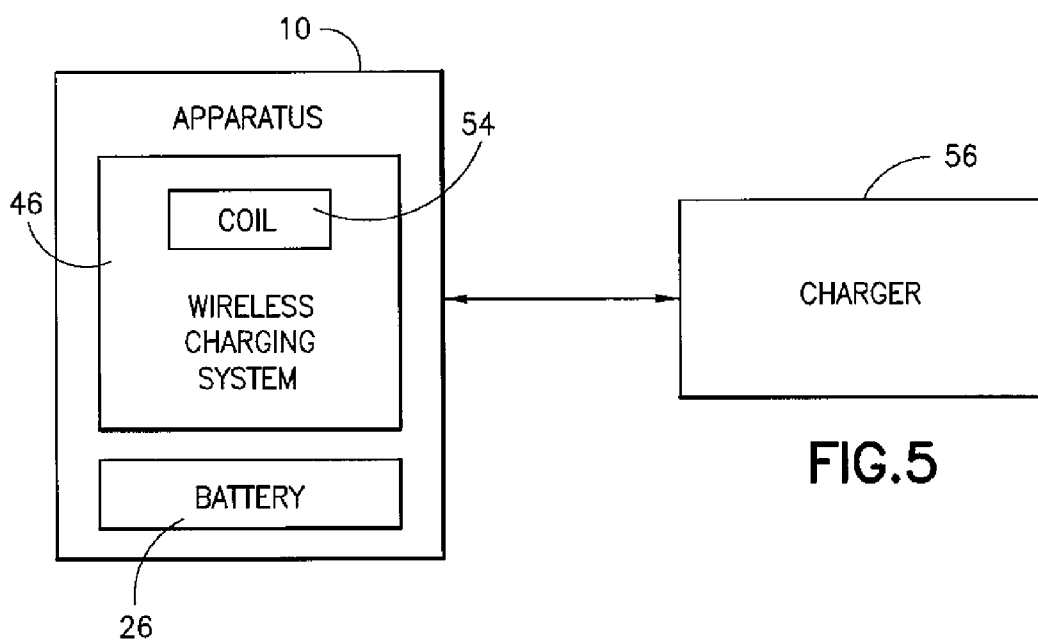 10
APPARATUS
54
56
46
COIL
WIRELESS
CHARGING
SYSTEM
CHARGER
BATTERY
FIG.5
26